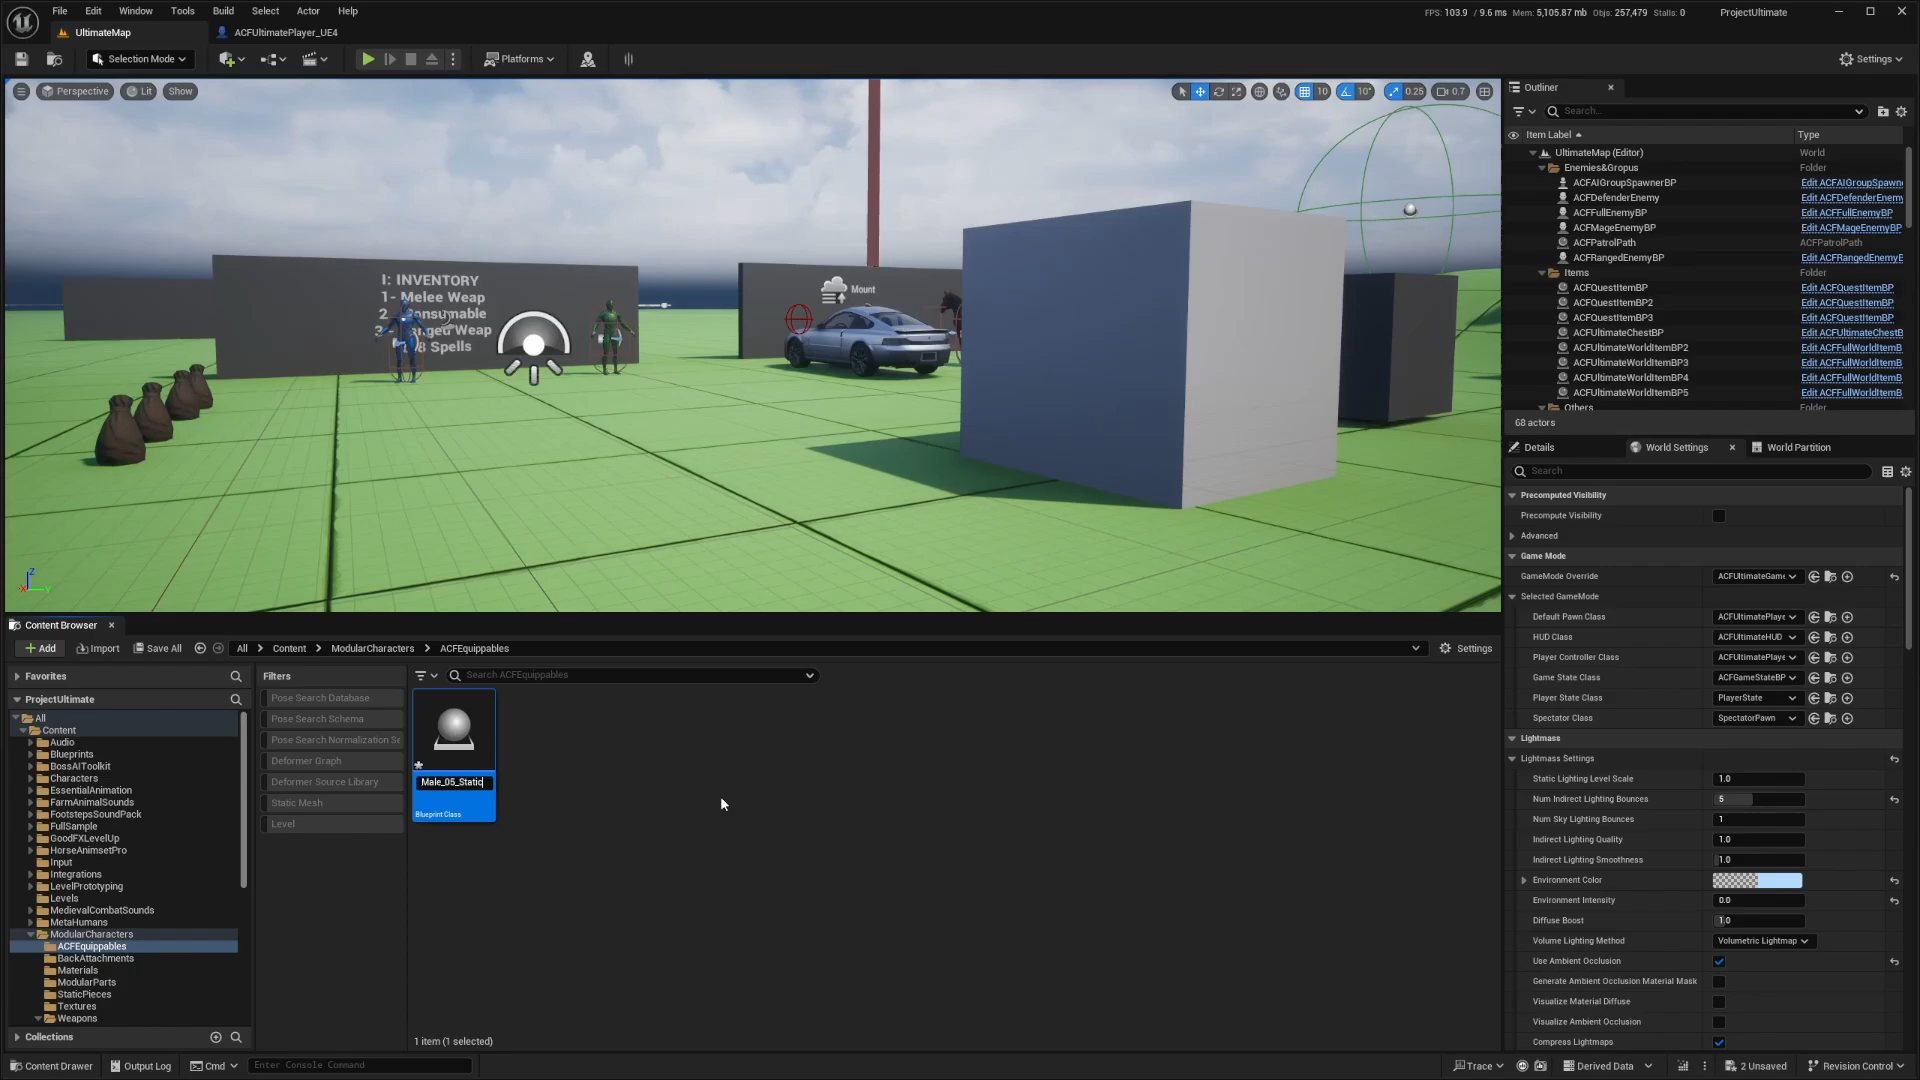 File Edit Window Tools Build Select Actor Help
FPS: 103.9 / 9.6 ms Mem: 5,105.87 mb Objs: 257,479 Stalls: 0 ProjectUltimate
UltimateMap ACFUltimatePlayer_UE4
Selection Mode Platforms Settings
Perspective Lit Show
10 10° 0.25 0.7
I: INVENTORY
1- Melee Weap
Mount
Spells
Outliner
Search...
Item Label Type
UltimateMap (Editor) World
Enemies&Gropus Folder
ACFAIGroupSpawnerBP Edit ACFAIGroupSpawn
ACFDefenderEnemy Edit ACFDefenderEnemy
ACFFullEnemyBP Edit ACFFullEnemyBP
ACFMageEnemyBP Edit ACFMageEnemyBP
ACFPatrolPath ACFPatrolPath
ACFRangedEnemyBP Edit ACFRangedEnemyE
Items Folder
ACFQuestItemBP Edit ACFQuestItemBP
ACFQuestItemBP2 Edit ACFQuestItemBP
ACFQuestItemBP3 Edit ACFQuestItemBP
ACFUltimateChestBP Edit ACFUltimateChestB
ACFUltimateWorldItemBP2 Edit ACFFullWorldItemB
ACFUltimateWorldItemBP3 Edit ACFFullWorldItemB
ACFUltimateWorldItemBP4 Edit ACFFullWorldItemB
ACFUltimateWorldItemBP5 Edit ACFFullWorldItemB
Others Folder
68 actors
Details World Settings World Partition
Search
Precomputed Visibility
Precompute Visibility
Advanced
Game Mode
GameMode Override ACFUltimateGame
Selected GameMode
Default Pawn Class ACFUltimatePlaye
HUD Class ACFUltimateHUD
Player Controller Class ACFUltimatePlaye
Game State Class ACFGameStateBP
Player State Class PlayerState
Spectator Class SpectatorPawn
Lightmass
Lightmass Settings
Static Lighting Level Scale 1.0
Num Indirect Lighting Bounces 5
Num Sky Lighting Bounces 1
Indirect Lighting Quality 1.0
Indirect Lighting Smoothness 1.0
Environment Color
Environment Intensity 0.0
Diffuse Boost 1.0
Volume Lighting Method Volumetric Lightmap
Use Ambient Occlusion
Generate Ambient Occlusion Material Mask
Visualize Material Diffuse
Visualize Ambient Occlusion
Compress Lightmaps
Content Browser
Add Import Save All All Content ModularCharacters ACFEquippables Settings
Favorites
ProjectUltimate
All
Content
Audio
Blueprints
BossAIToolkit
Characters
EssentialAnimation
FarmAnimalSounds
FootstepsSoundPack
FullSample
GoodFXLevelUp
HorseAnimsetPro
Input
Integrations
LevelPrototyping
Levels
MedievalCombatSounds
MetaHumans
ModularCharacters
ACFEquippables
BackAttachments
Materials
ModularParts
StaticPieces
Textures
Weapons
Collections
Filters
Pose Search Database
Pose Search Schema
Pose Search Normalization Se
Deformer Graph
Deformer Source Library
Static Mesh
Level
Search ACFEquippables
Male_05_Static
Blueprint Class
1 item (1 selected)
Content Drawer Output Log Cmd Enter Console Command Trace Derived Data 2 Unsaved Revision Control